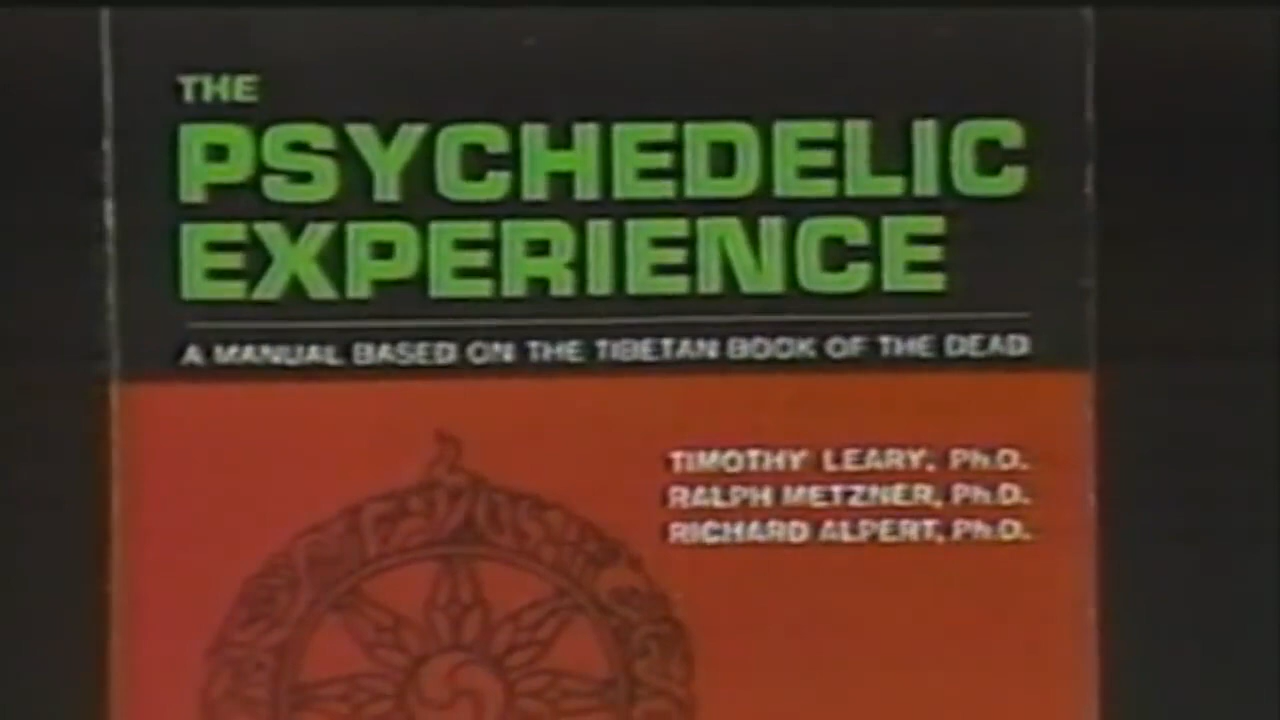 THE
PSYCHEDELIC
EXPERIENCE
A MANUAL BASED ON THE TIBETAN BOOK OF THE DEAD
TIMOTHY LEARY, Ph.D.
RALPH METZNER, Ph.D.
RICHARD ALPERT, Ph.D.